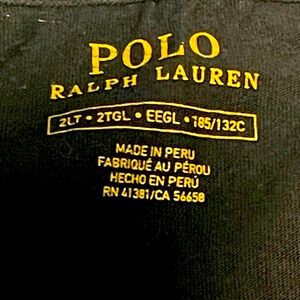 POLO
RALPH LAUREN
2LT • 2TGL • EEGL • 185/132C
MADE IN PERU
FABRIQUÉ AU PÉROU
HECHO EN PERÚ
RN 41381/CA 56658